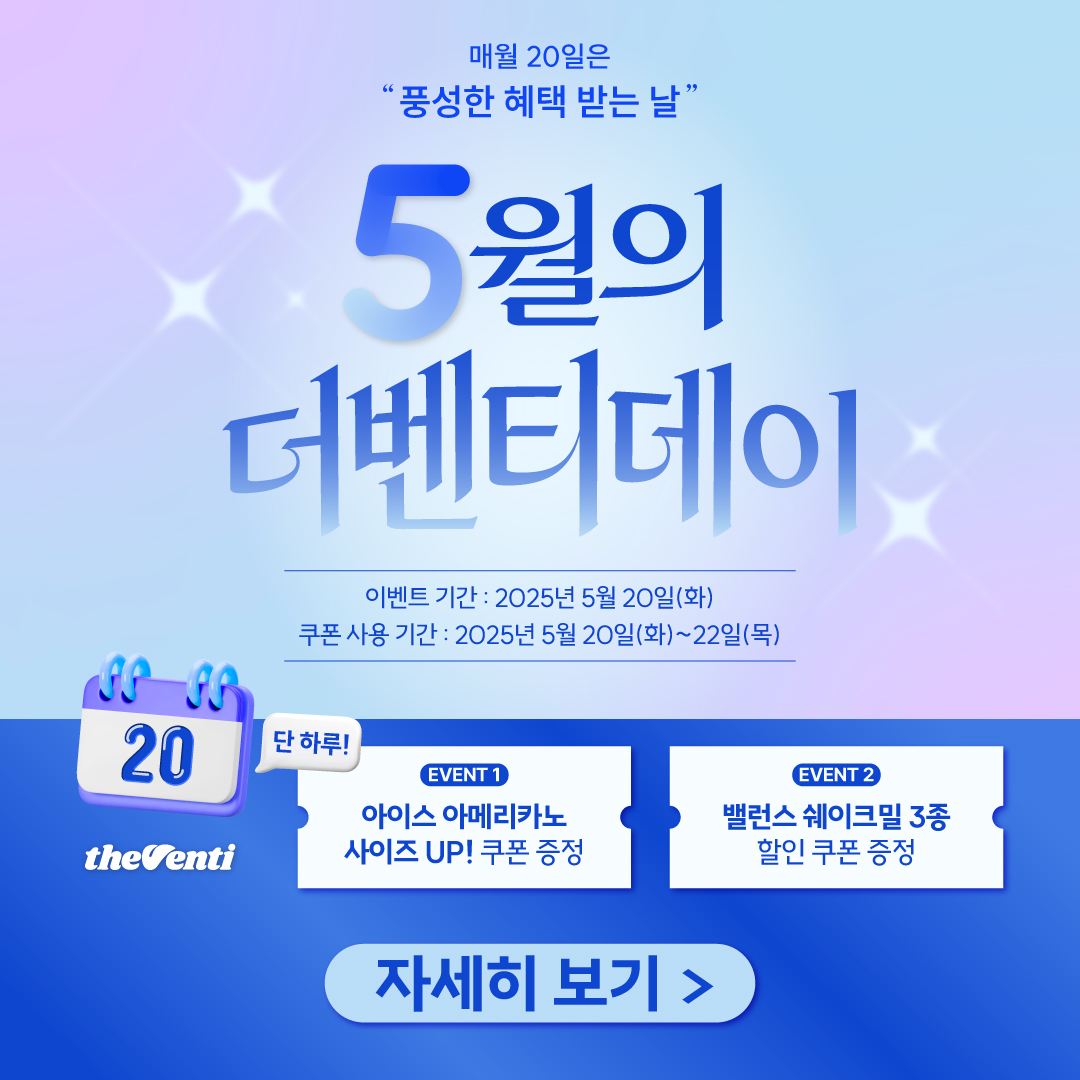 매월 20일은
“풍성한 혜택 받는 날”
5월의
더벤티데이
이벤트 기간 : 2025년 5월 20일(화)
쿠폰 사용 기간 : 2025년 5월 20일(화)~22일(목)
20
단 하루!
theVenti
EVENT 1
아이스 아메리카노
사이즈 UP! 쿠폰 증정
EVENT 2
밸런스 쉐이크밀 3종
할인 쿠폰 증정
자세히 보기 >